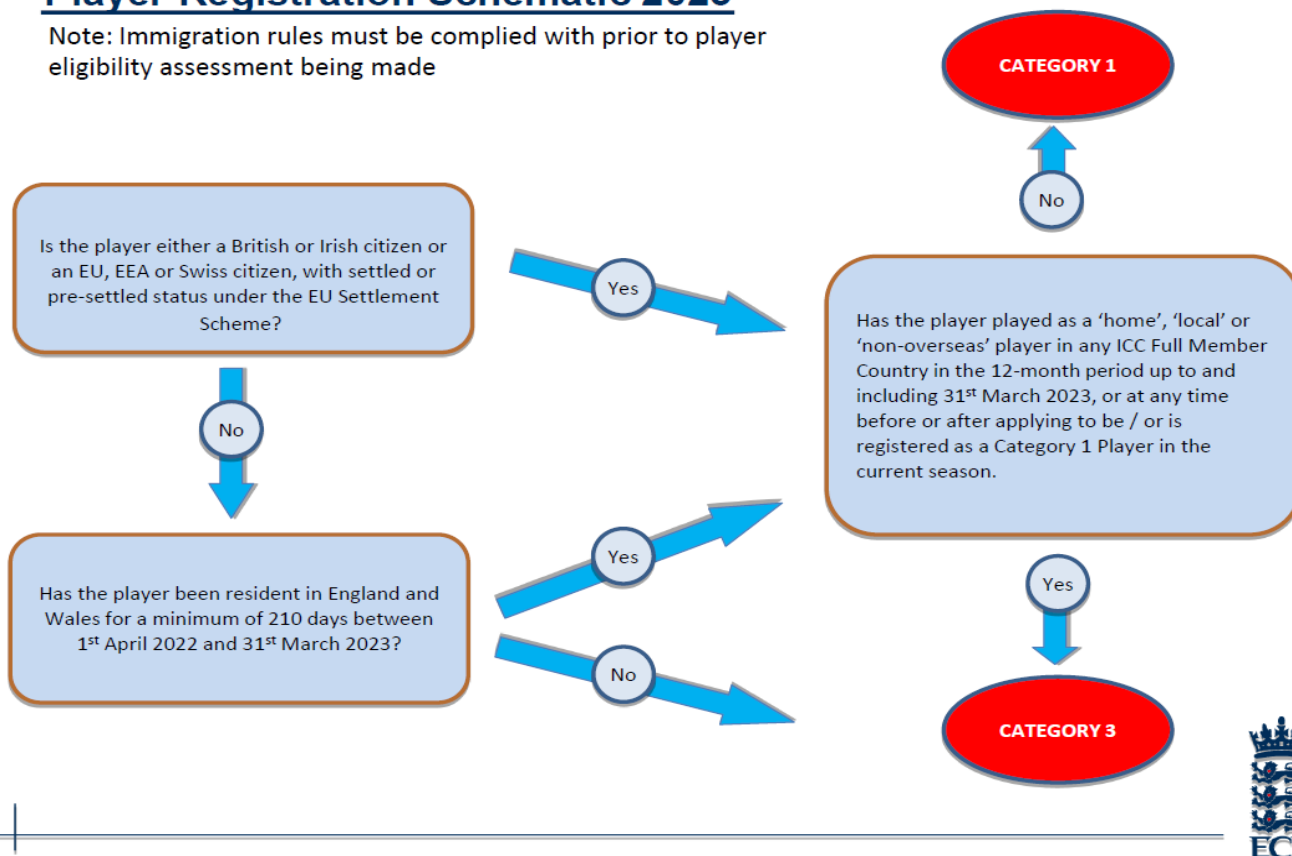 Player Registration Schematic 2023
Note: Immigration rules must be complied with prior to player
eligibility assessment being made
CATEGORY 1
No
Is the player either a British or Irish citizen or
an EU, EEA or Swiss citizen, with settled or
pre-settled status under the EU Settlement
Scheme?
Yes
Has the player played as a ‘home’, ‘local’ or
‘non-overseas’ player in any ICC Full Member
Country in the 12-month period up to and
including 31st March 2023, or at any time
before or after applying to be / or is
registered as a Category 1 Player in the
current season.
No
Has the player been resident in England and
Wales for a minimum of 210 days between
1st April 2022 and 31st March 2023?
Yes
No
Yes
CATEGORY 3